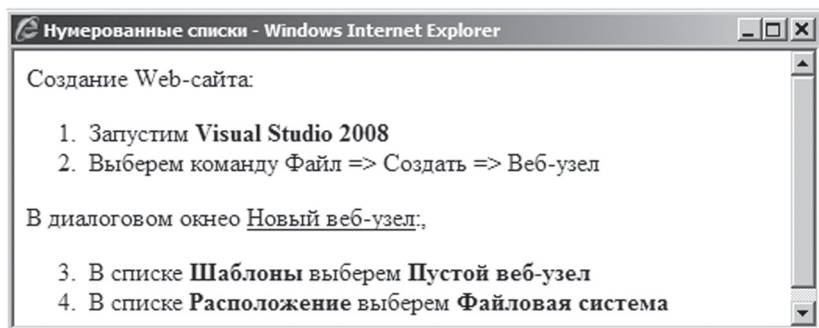 Нумерованные списки - Windows Internet Explorer
Создание Web-сайта:
1. Запустим Visual Studio 2008
2. Выберем команду Файл => Создать => Веб-узел
В диалоговом окнео Новый веб-узел:,
3. В списке Шаблоны выберем Пустой веб-узел
4. В списке Расположение выберем Файловая система